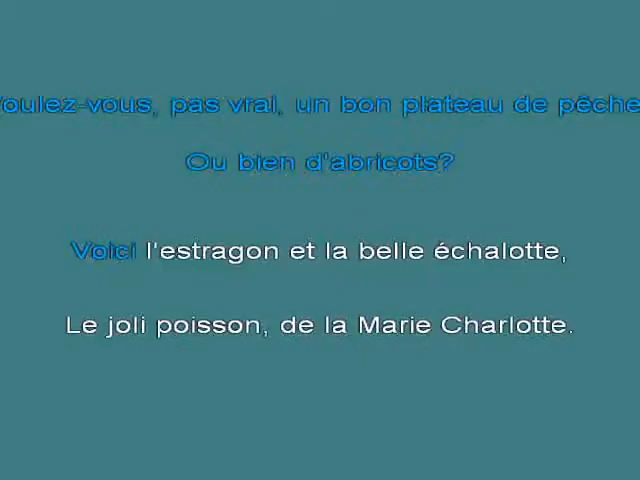 Voulez-vous, pas vrai, un bon plateau de pêche
Ou bien d'abricots?
Voici l'estragon et la belle échalotte,
Le joli poisson, de la Marie Charlotte.